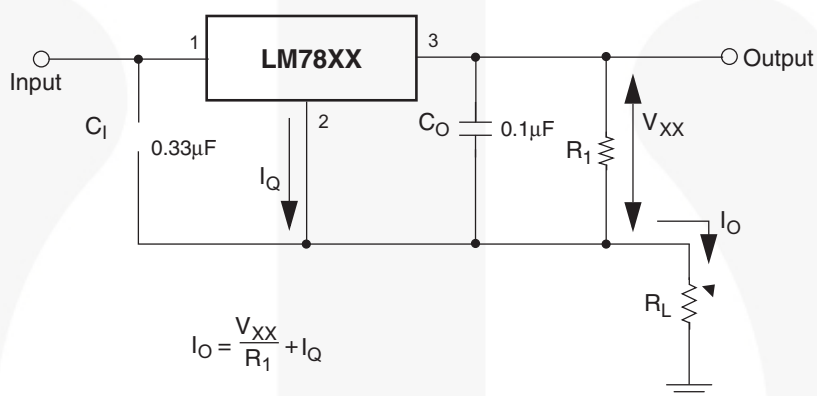 1
LM78XX
3
Input
Output
C_I
0.33μF
2
I_Q
C_O
0.1μF
R_1
V_XX
I_O
R_L
I_O = V_XX / R_1 + I_Q